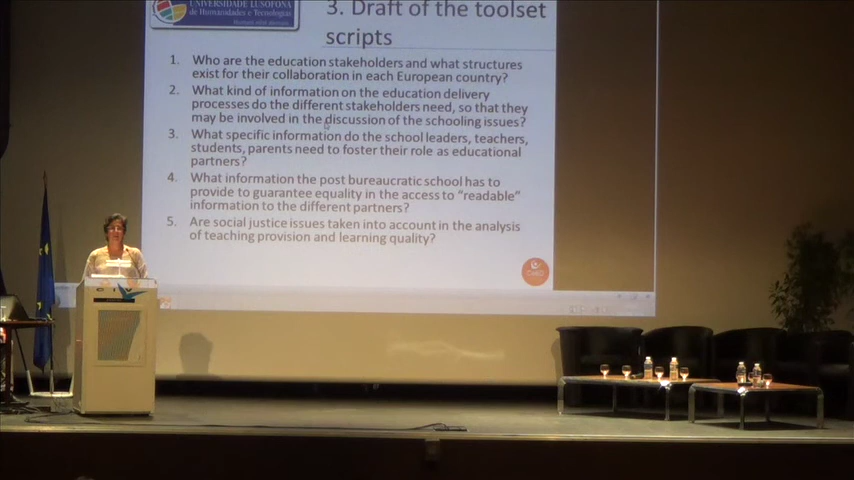 UNIVERSIDADE LUSÓFONA
de Humanidades e Tecnologias
3. Draft of the toolset
scripts
1. Who are the education stakeholders and what structures
exist for their collaboration in each European country?
2. What kind of information on the education delivery
processes do the different stakeholders need, so that they
may be involved in the discussion of the schooling issues?
3. What specific information do the school leaders, teachers,
students, parents need to foster their role as educational
partners?
4. What information the post bureaucratic school has to
provide to guarantee equality in the access to “readable”
information to the different partners?
5. Are social justice issues taken into account in the analysis
of teaching provision and learning quality?